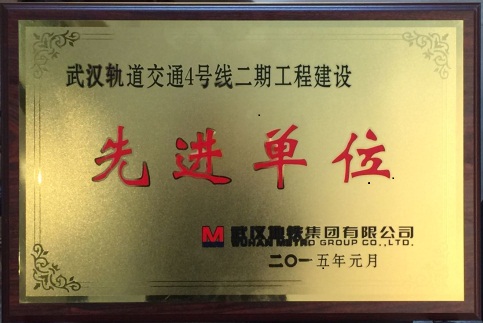 武汉轨道交通4号线二期工程建设
先进单位
武汉地铁集团有限公司
WUHAN METRO GROUP CO.,LTD.
二〇一五年元月